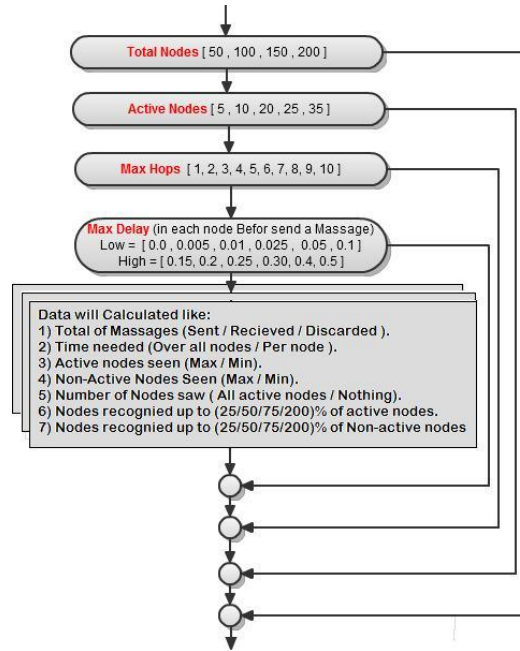 Total Nodes [ 50 , 100 , 150 , 200 ]
Active Nodes [ 5 , 10 , 20 , 25 , 35 ]
Max Hops [ 1, 2, 3, 4, 5, 6, 7, 8, 9, 10 ]
Max Delay (in each node Befor send a Massage)
Low = [ 0.0 , 0.005 , 0.01 , 0.025 , 0.05 , 0.1 ]
High = [ 0.15, 0.2 , 0.25 , 0.30, 0.4 , 0.5 ]
Data will Calculated like:
1) Total of Massages (Sent / Recieved / Discarded ).
2) Time needed (Over all nodes / Per node ).
3) Active nodes seen (Max / Min).
4) Non-Active Nodes Seen (Max / Min).
5) Number of Nodes saw ( All active nodes / Nothing).
6) Nodes recognied up to (25/50/75/200)% of active nodes.
7) Nodes recognied up to (25/50/75/200)% of Non-active nodes